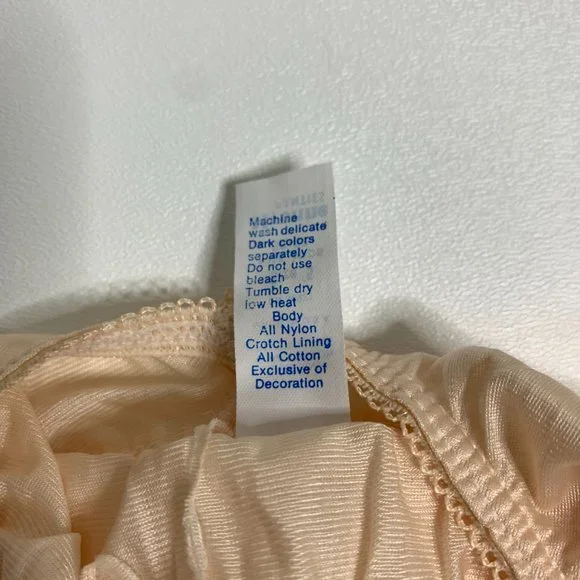 Machine
wash delicate
Dark colors
separately
Do not use
bleach
Tumble dry
low heat
Body
All Nylon
Crotch Lining
All Cotton
Exclusive of
Decoration